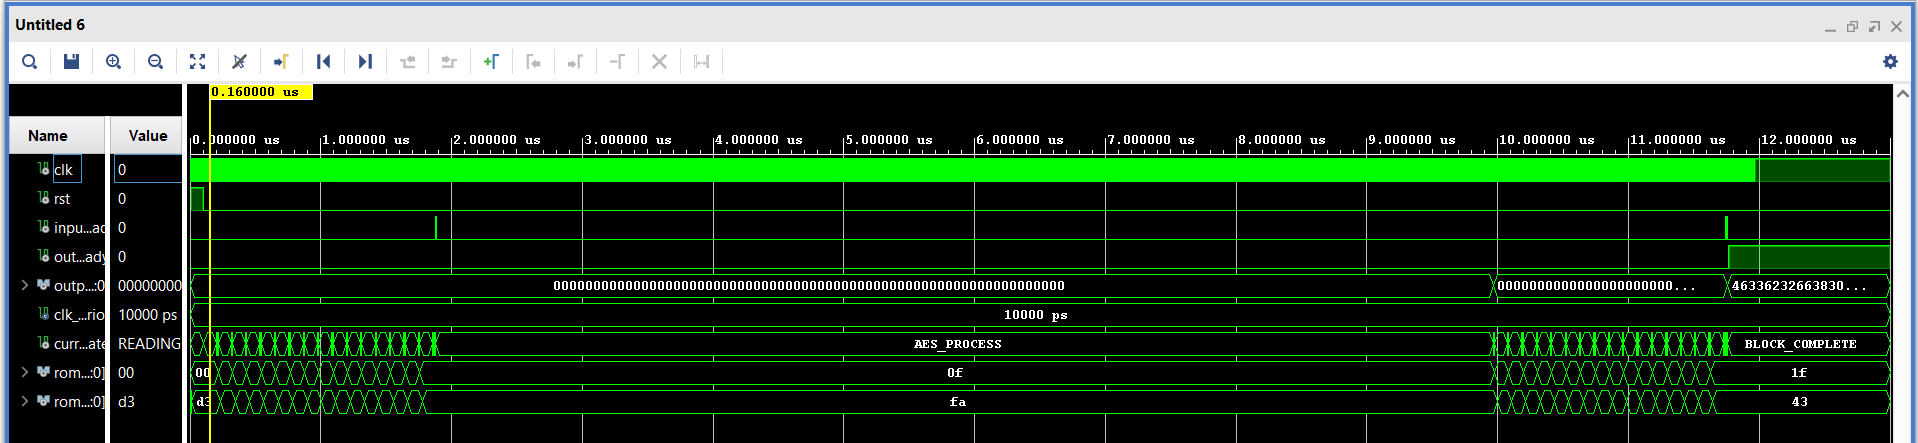 Untitled 6
0.160000 us
Name Value
0.000000 us 1.000000 us 2.000000 us 3.000000 us 4.000000 us 5.000000 us 6.000000 us 7.000000 us 8.000000 us 9.000000 us 10.000000 us 11.000000 us 12.000000 us
clk 0
rst 0
inpu...ad 0
out...ady 0
outp...:0 00000000 0000000000000000000000000000000000000000000000000000000000000000 0000000000000000000000... 46336232663830...
clk_...rio 10000 ps 10000 ps
curr...ate READING AES_PROCESS BLOCK_COMPLETE
rom...:0] 00 00 0f 1f
rom...:0] d3 d3 fa 43